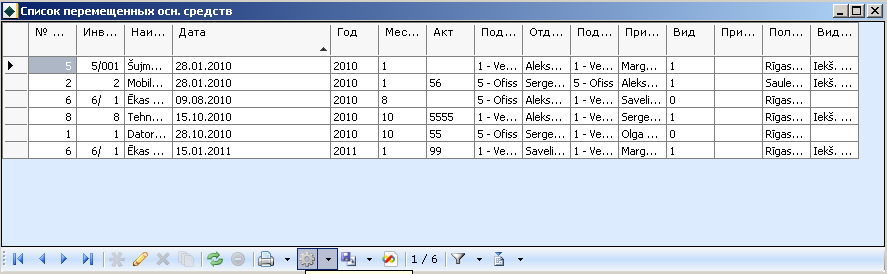 Список перемещенных осн. средств
№ ... Инв... Наи... Дата Год Мес... Акт Под... Отд... Под... При... Вид При... Пол... Вид...
5 5/001 Šujm... 28.01.2010 2010 1 1 - Ve... Aleks... 1 - Ve... Marg... 1 Rīgas... Iekš. ...
2 2 Mobil... 28.01.2010 2010 1 56 5 - Ofiss Serge... 5 - Ofiss Aleks... 1 Saule... Iekš. ...
6 6/ 1 Ēkas ... 09.08.2010 2010 8 5 - Ofiss Aleks... 1 - Ve... Saveli... 0 Rīgas...
8 8 Tehn... 15.10.2010 2010 10 5555 1 - Ve... Aleks... 1 - Ve... Serge... 1 Rīgas... Iekš. ...
1 1 Dator... 28.10.2010 2010 10 55 5 - Ofiss Serge... 1 - Ve... Olga ... 0 Rīgas...
6 6/ 1 Ēkas ... 15.01.2011 2011 1 99 1 - Ve... Saveli... 1 - Ve... Marg... 1 Rīgas... Iekš. ...
1 / 6